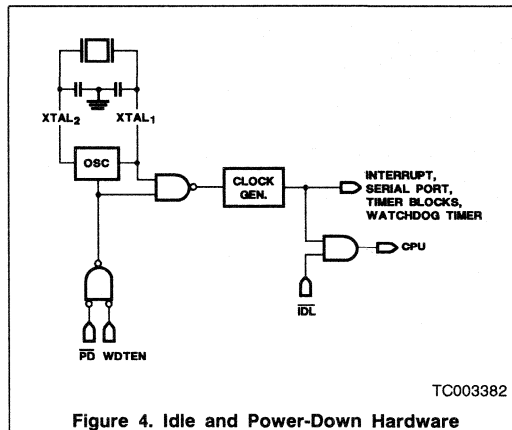 XTAL2 XTAL1
OSC
CLOCK
GEN.
INTERRUPT,
SERIAL PORT,
TIMER BLOCKS,
WATCHDOG TIMER
CPU
IDL
PD WDTEN
TC003382
Figure 4. Idle and Power-Down Hardware